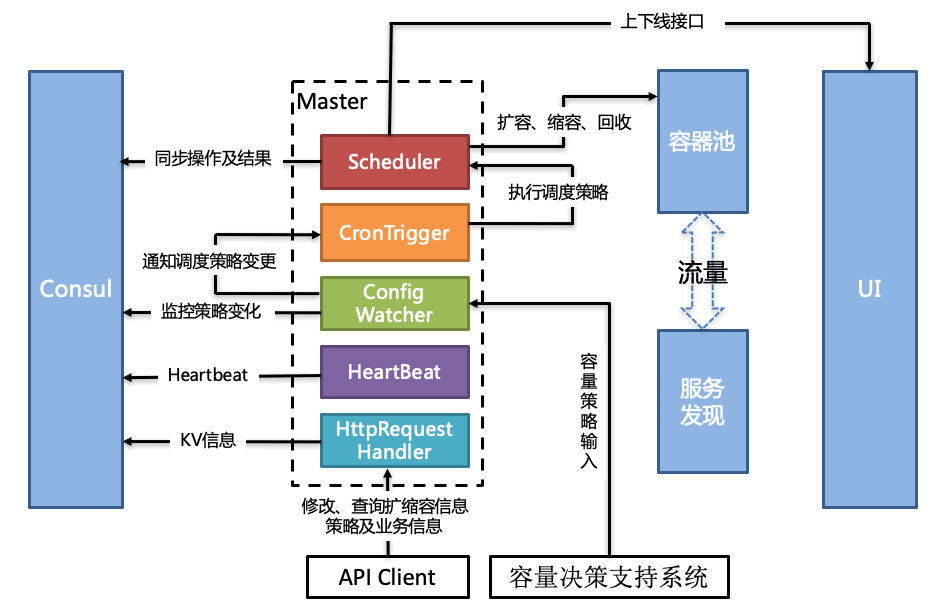 上下线接口
Master
扩容、缩容、回收
容器池
同步操作及结果
Scheduler
执行调度策略
CronTrigger
通知调度策略变更
流量
Consul
Config
Watcher
UI
监控策略变化
Heartbeat
HeartBeat
容量策略输入
服务
发现
KV信息
HttpRequest
Handler
修改、查询扩缩容信息
策略及业务信息
API Client
容量决策支持系统